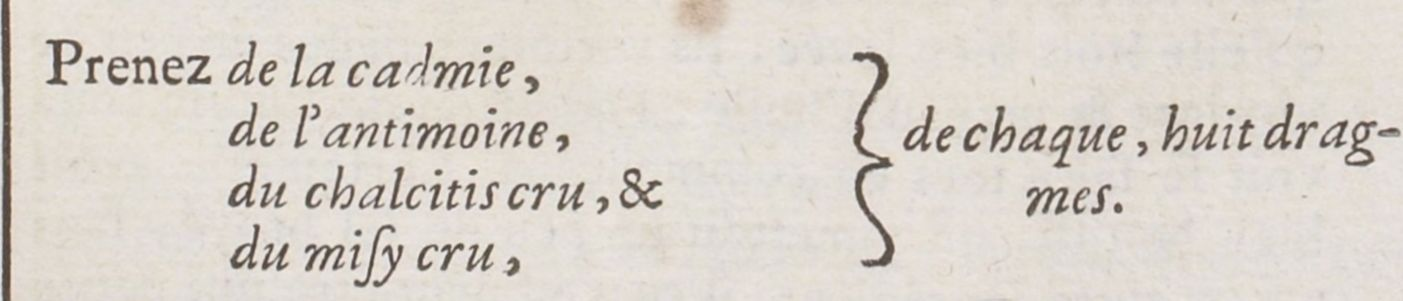 Prenez de la cadmie,
de l'antimoine,
du chalcitis cru, &
du miſy cru,
de chaque, huit drag-
mes.